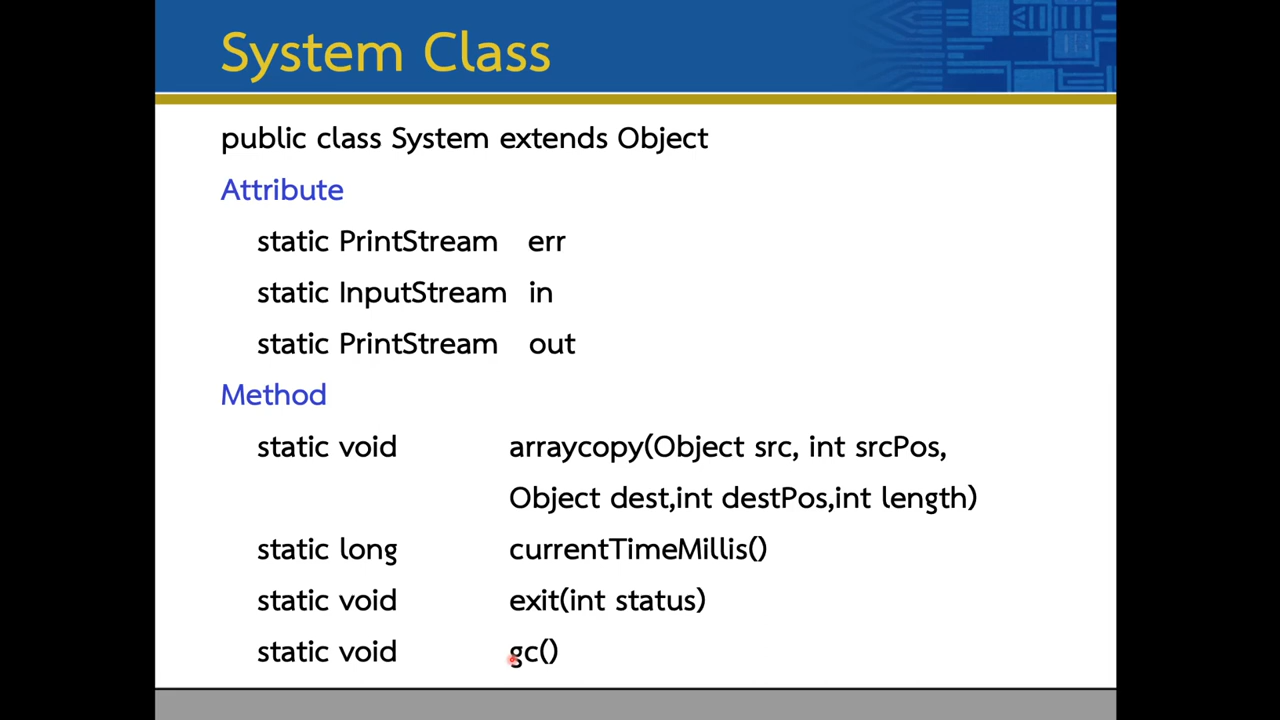 System Class
public class System extends Object
Attribute
static PrintStream err
static InputStream in
static PrintStream out
Method
static void arraycopy(Object src, int srcPos,
Object dest,int destPos,int length)
static long currentTimeMillis()
static void exit(int status)
static void gc()